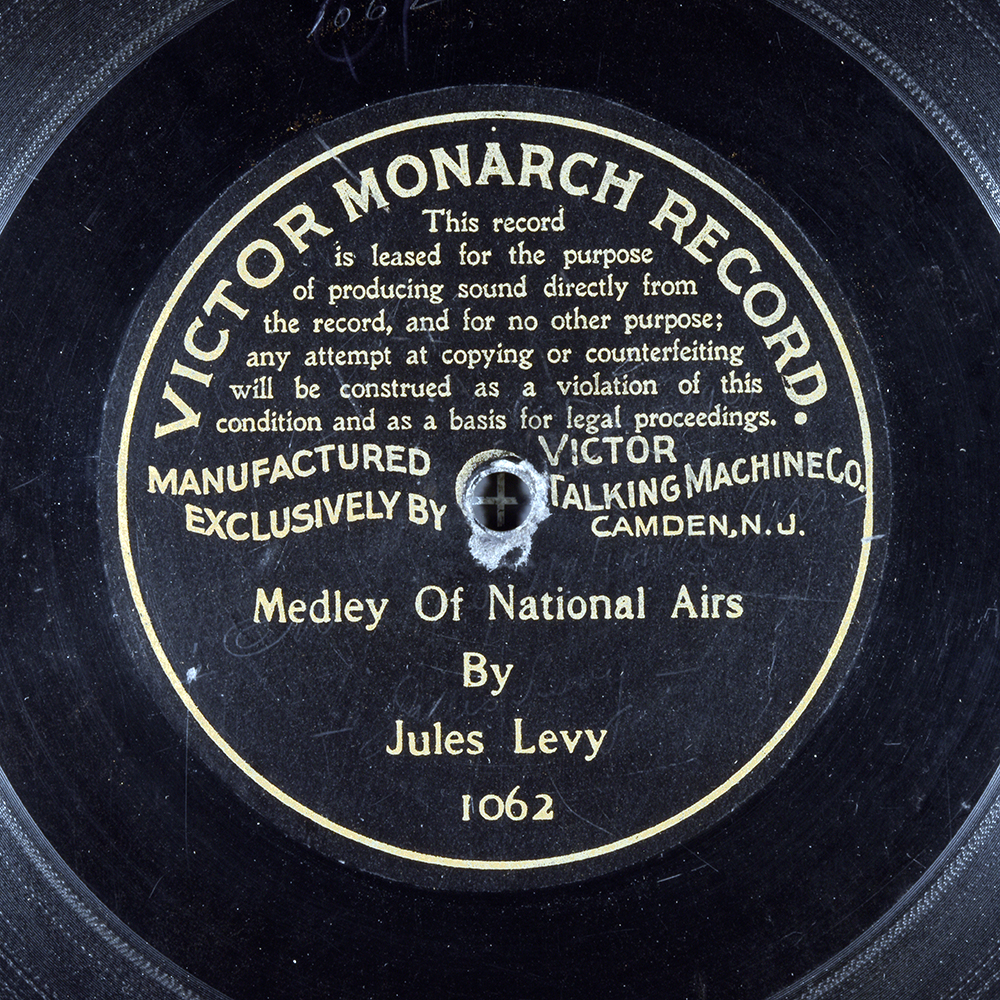 1062
VICTOR MONARCH RECORD.
This record
is leased for the purpose
of producing sound directly from
the record, and for no other purpose;
any attempt at copying or counterfeiting
will be construed as a violation of this
condition and as a basis for legal proceedings.
MANUFACTURED
EXCLUSIVELY BY
VICTOR
TALKING MACHINE Co.
CAMDEN, N. J.
Medley Of National Airs
By
Jules Levy
1062